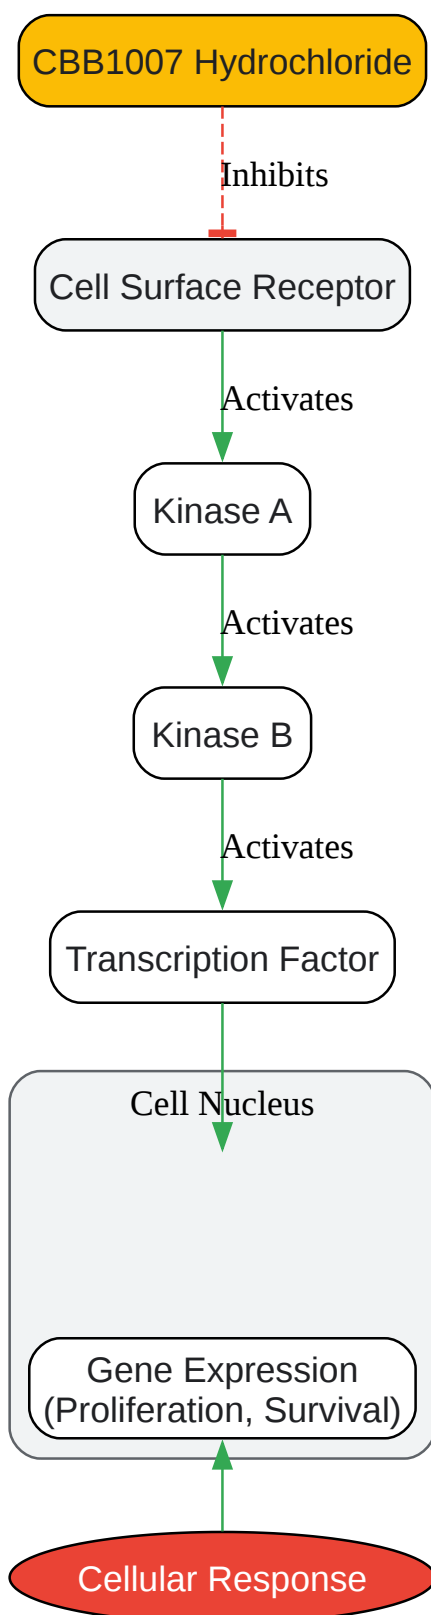 CBB1007 Hydrochloride
Inhibits
Cell Surface Receptor
Activates
Kinase A
Activates
Kinase B
Activates
Transcription Factor
Cell Nucleus
Gene Expression
(Proliferation, Survival)
Cellular Response